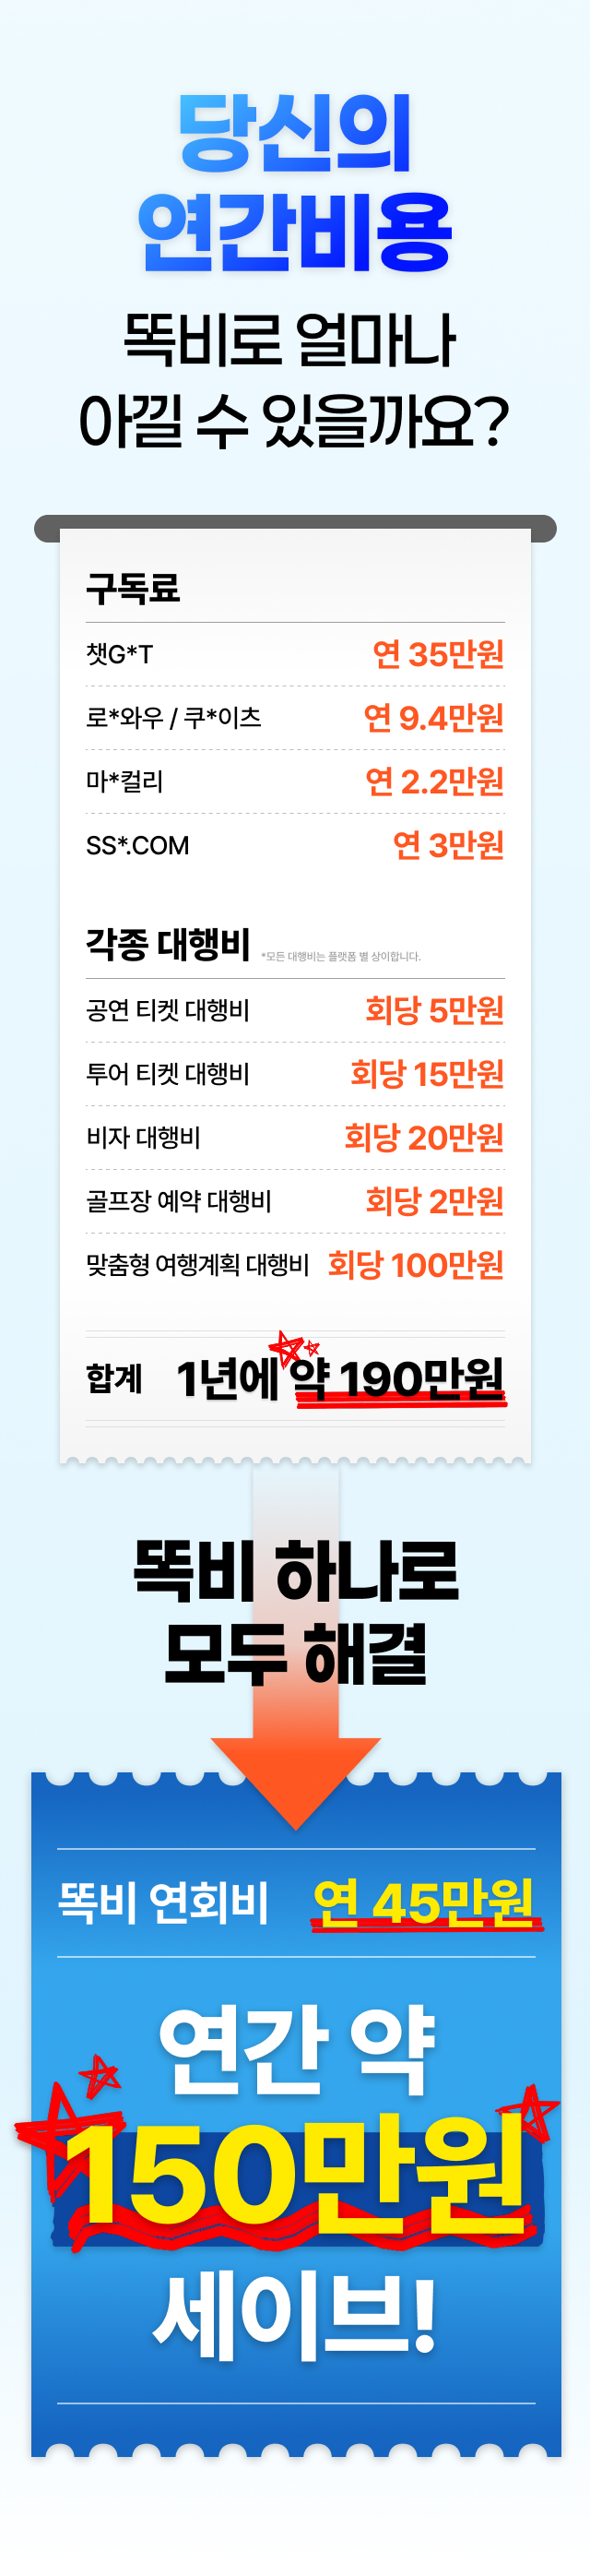 당신의
연간비용
똑비로 얼마나
아낄 수 있을까요?
구독료
챗G*T 연 35만원
로*와우 / 쿠*이츠 연 9.4만원
마*컬리 연 2.2만원
SS*.COM 연 3만원
각종 대행비 *모든 대행비는 플랫폼 별 상이합니다.
공연 티켓 대행비 회당 5만원
투어 티켓 대행비 회당 15만원
비자 대행비 회당 20만원
골프장 예약 대행비 회당 2만원
맞춤형 여행계획 대행비 회당 100만원
합계 1년에 약 190만원
똑비 하나로
모두 해결
똑비 연회비 연 45만원
연간 약
150만원
세이브!